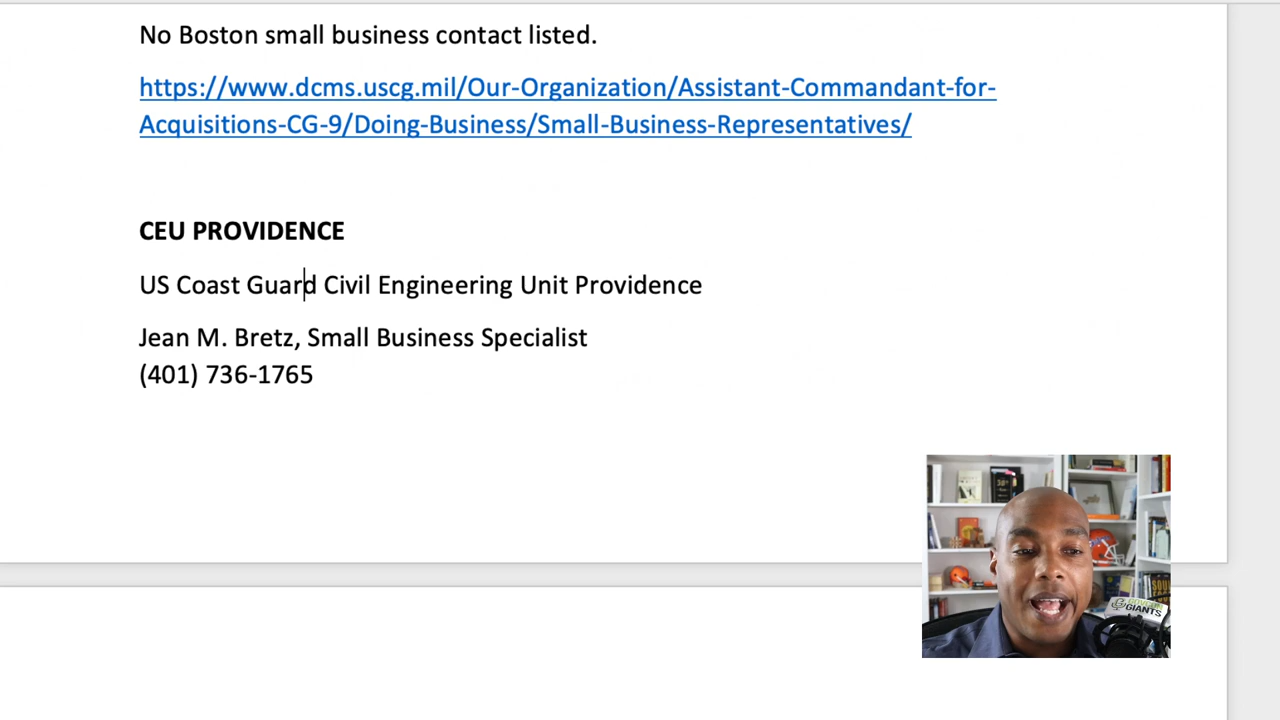 No Boston small business contact listed.
https://www.dcms.uscg.mil/Our-Organization/Assistant-Commandant-for-
Acquisitions-CG-9/Doing-Business/Small-Business-Representatives/
CEU PROVIDENCE
US Coast Guard Civil Engineering Unit Providence
Jean M. Bretz, Small Business Specialist
(401) 736-1765
GIANTS